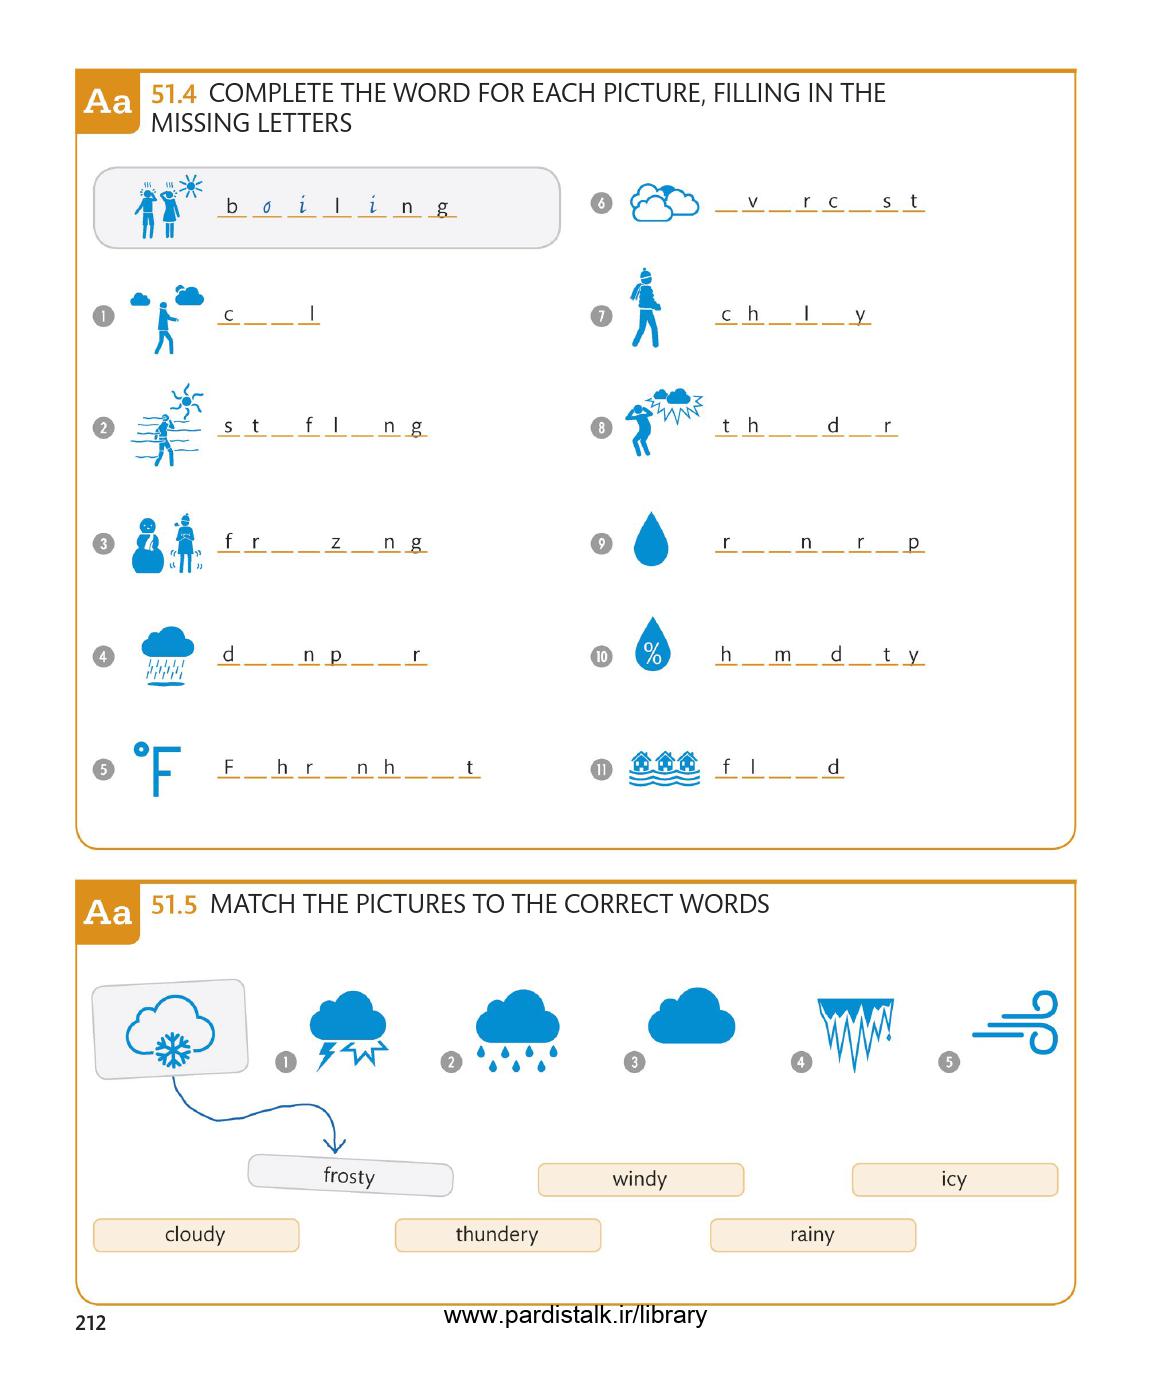 Aa 51.4 COMPLETE THE WORD FOR EACH PICTURE, FILLING IN THE
MISSING LETTERS
b o i l i n g
1 c _ _ l
2 s t _ f l _ n g
3 f r _ _ z _ n g
4 d _ _ n p _ _ r
5 °F F _ h r _ n h _ _ t
6 _ v _ r c _ s t
7 c h _ l _ y
8 t h _ _ d _ r
9 r _ _ n _ r _ p
10 % h _ m _ d _ t y
11 f l _ _ d
Aa 51.5 MATCH THE PICTURES TO THE CORRECT WORDS
1 2 3 4 5
frosty windy icy
cloudy thundery rainy
212 www.pardistalk.ir/library